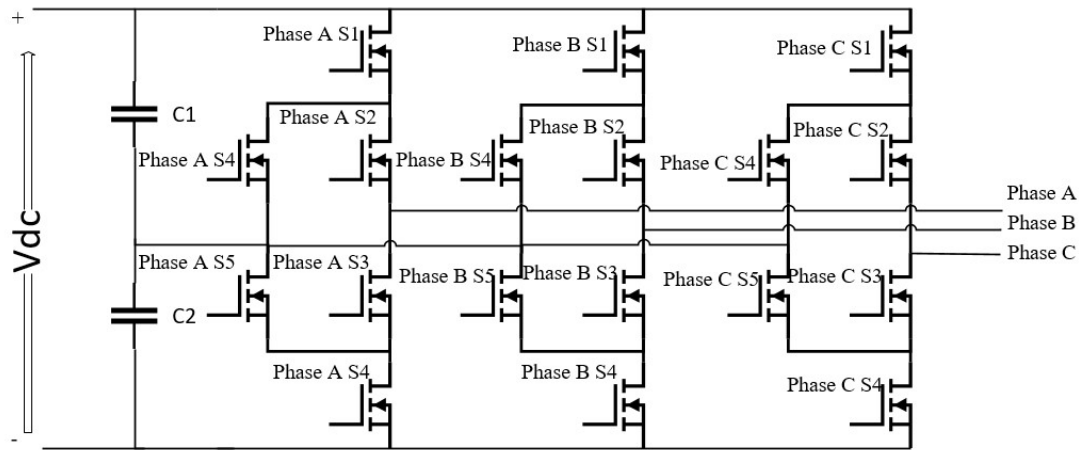 +
Phase A S1
Phase B S1
Phase C S1
C1
Phase A S2
Phase B S2
Phase C S2
Phase A S4
Phase B S4
Phase C S4
Phase A
Phase B
Phase C
Vdc
Phase A S5
Phase A S3
Phase B S5
Phase B S3
Phase C S5
Phase C S3
C2
Phase A S4
Phase B S4
Phase C S4
-